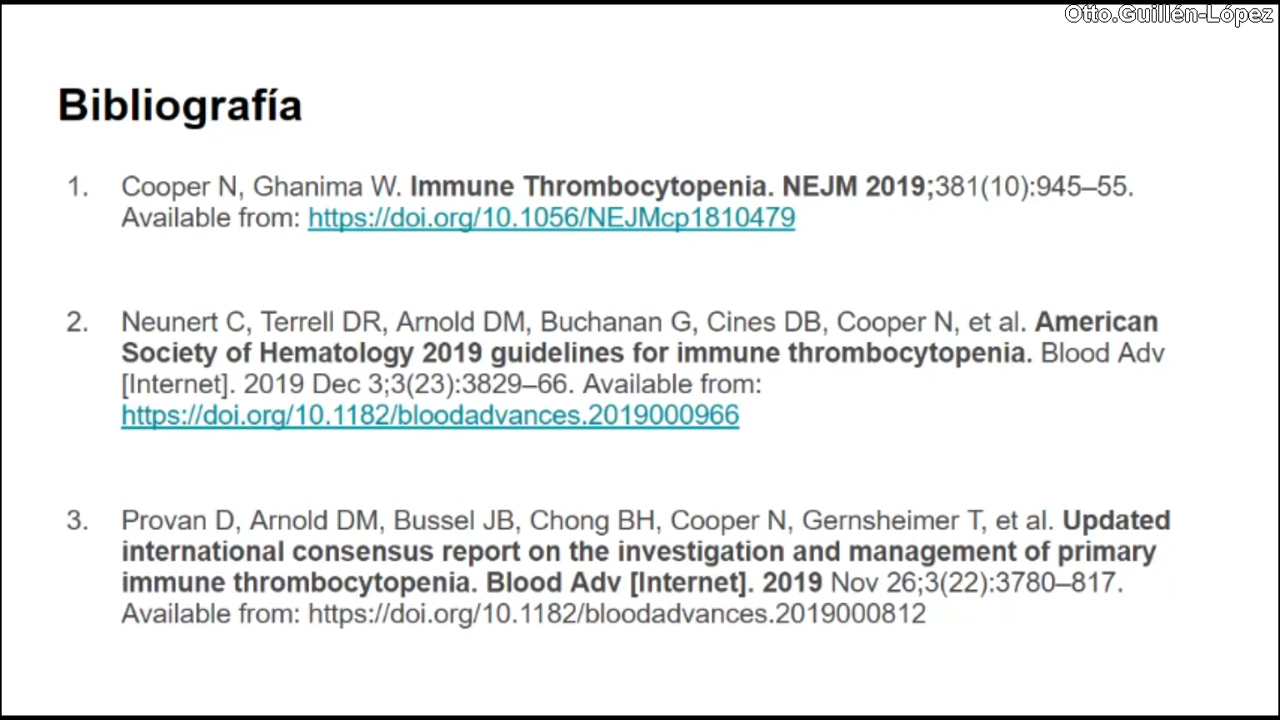 Otto.Guillén-López
Bibliografía
1. Cooper N, Ghanima W. Immune Thrombocytopenia. NEJM 2019;381(10):945–55.
Available from: https://doi.org/10.1056/NEJMcp1810479
2. Neunert C, Terrell DR, Arnold DM, Buchanan G, Cines DB, Cooper N, et al. American
Society of Hematology 2019 guidelines for immune thrombocytopenia. Blood Adv
[Internet]. 2019 Dec 3;3(23):3829–66. Available from:
https://doi.org/10.1182/bloodadvances.2019000966
3. Provan D, Arnold DM, Bussel JB, Chong BH, Cooper N, Gernsheimer T, et al. Updated
international consensus report on the investigation and management of primary
immune thrombocytopenia. Blood Adv [Internet]. 2019 Nov 26;3(22):3780–817.
Available from: https://doi.org/10.1182/bloodadvances.2019000812